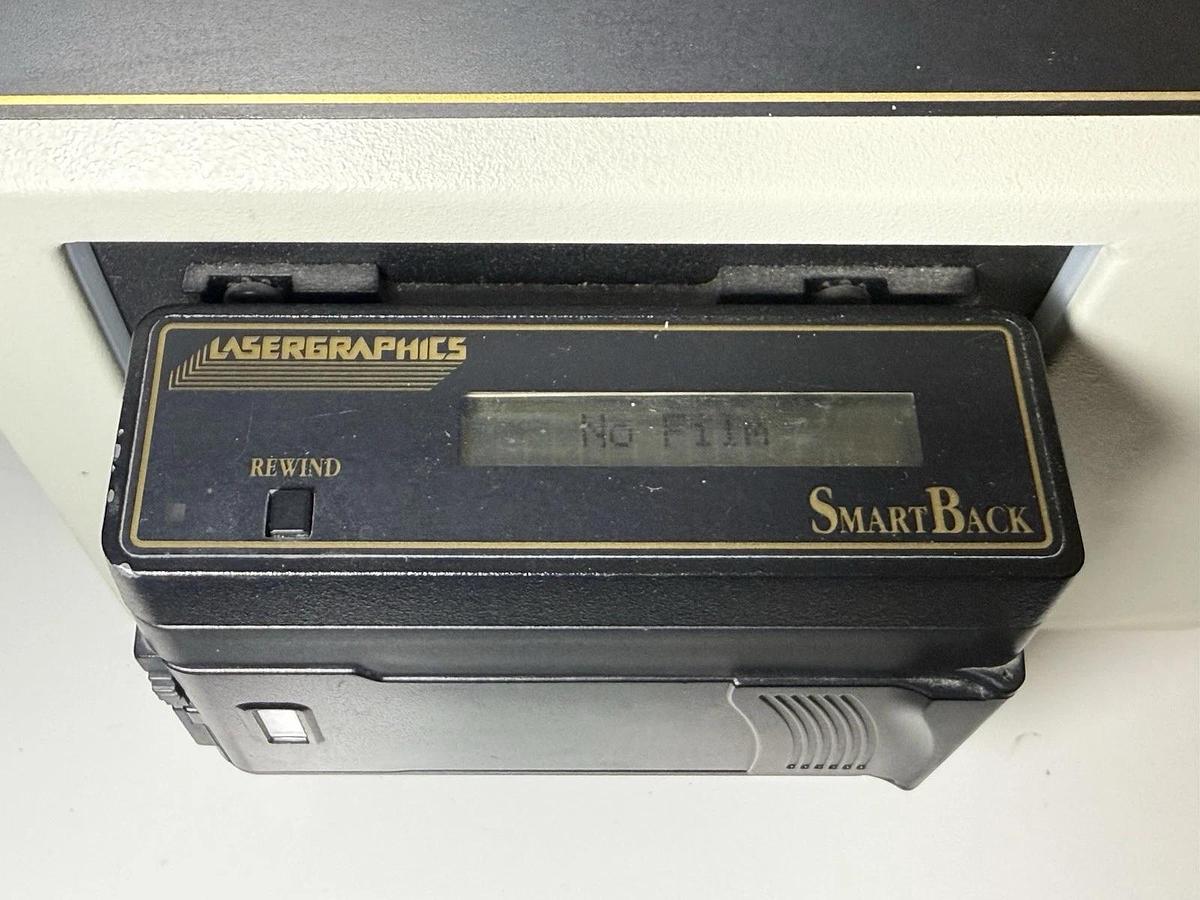 LASERGRAPHICS
No Film
REWIND
SMARTBACK